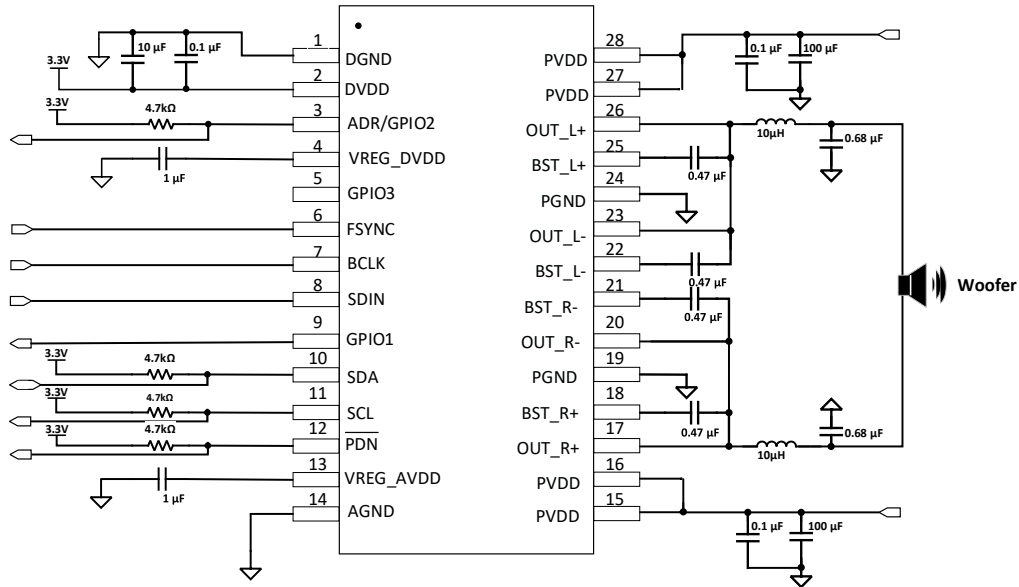 1
DGND
10 µF
0.1 µF
3.3V
2
DVDD
3.3V
4.7kΩ
3
ADR/GPIO2
4
VREG_DVDD
1 µF
5
GPIO3
6
FSYNC
7
BCLK
8
SDIN
9
GPIO1
3.3V
4.7kΩ
10
SDA
3.3V
4.7kΩ
11
SCL
3.3V
4.7kΩ
12
PDN
13
VREG_AVDD
1 µF
14
AGND
28
PVDD
0.1 µF
100 µF
27
PVDD
26
OUT_L+
10µH
0.68 µF
25
BST_L+
0.47 µF
24
PGND
23
OUT_L-
22
BST_L-
0.47 µF
21
BST_R-
0.47 µF
Woofer
20
OUT_R-
19
PGND
18
BST_R+
0.47 µF
17
OUT_R+
10µH
0.68 µF
16
PVDD
15
PVDD
0.1 µF
100 µF